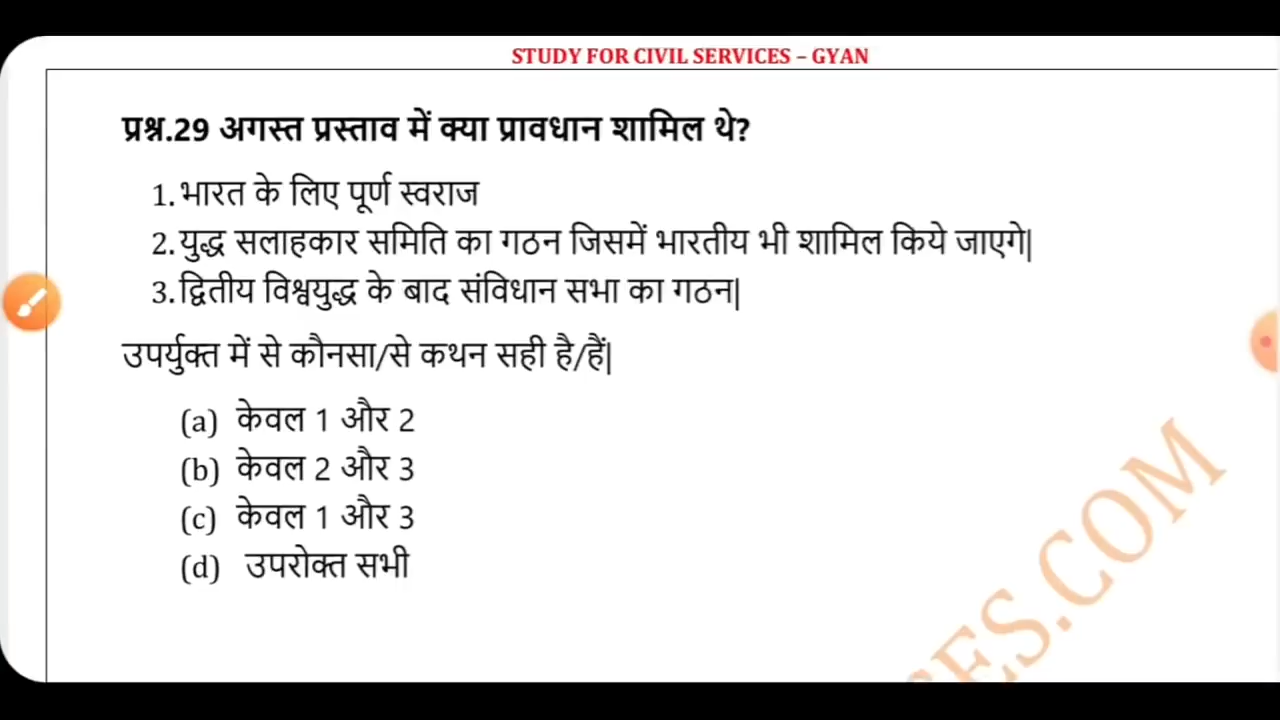 STUDY FOR CIVIL SERVICES – GYAN
प्रश्न.29 अगस्त प्रस्ताव में क्या प्रावधान शामिल थे?
1. भारत के लिए पूर्ण स्वराज
2. युद्ध सलाहकार समिति का गठन जिसमें भारतीय भी शामिल किये जाएगे|
3. द्वितीय विश्वयुद्ध के बाद संविधान सभा का गठन|
उपर्युक्त में से कौनसा/से कथन सही है/हैं|
(a) केवल 1 और 2
(b) केवल 2 और 3
(c) केवल 1 और 3
(d) उपरोक्त सभी
ES.COM